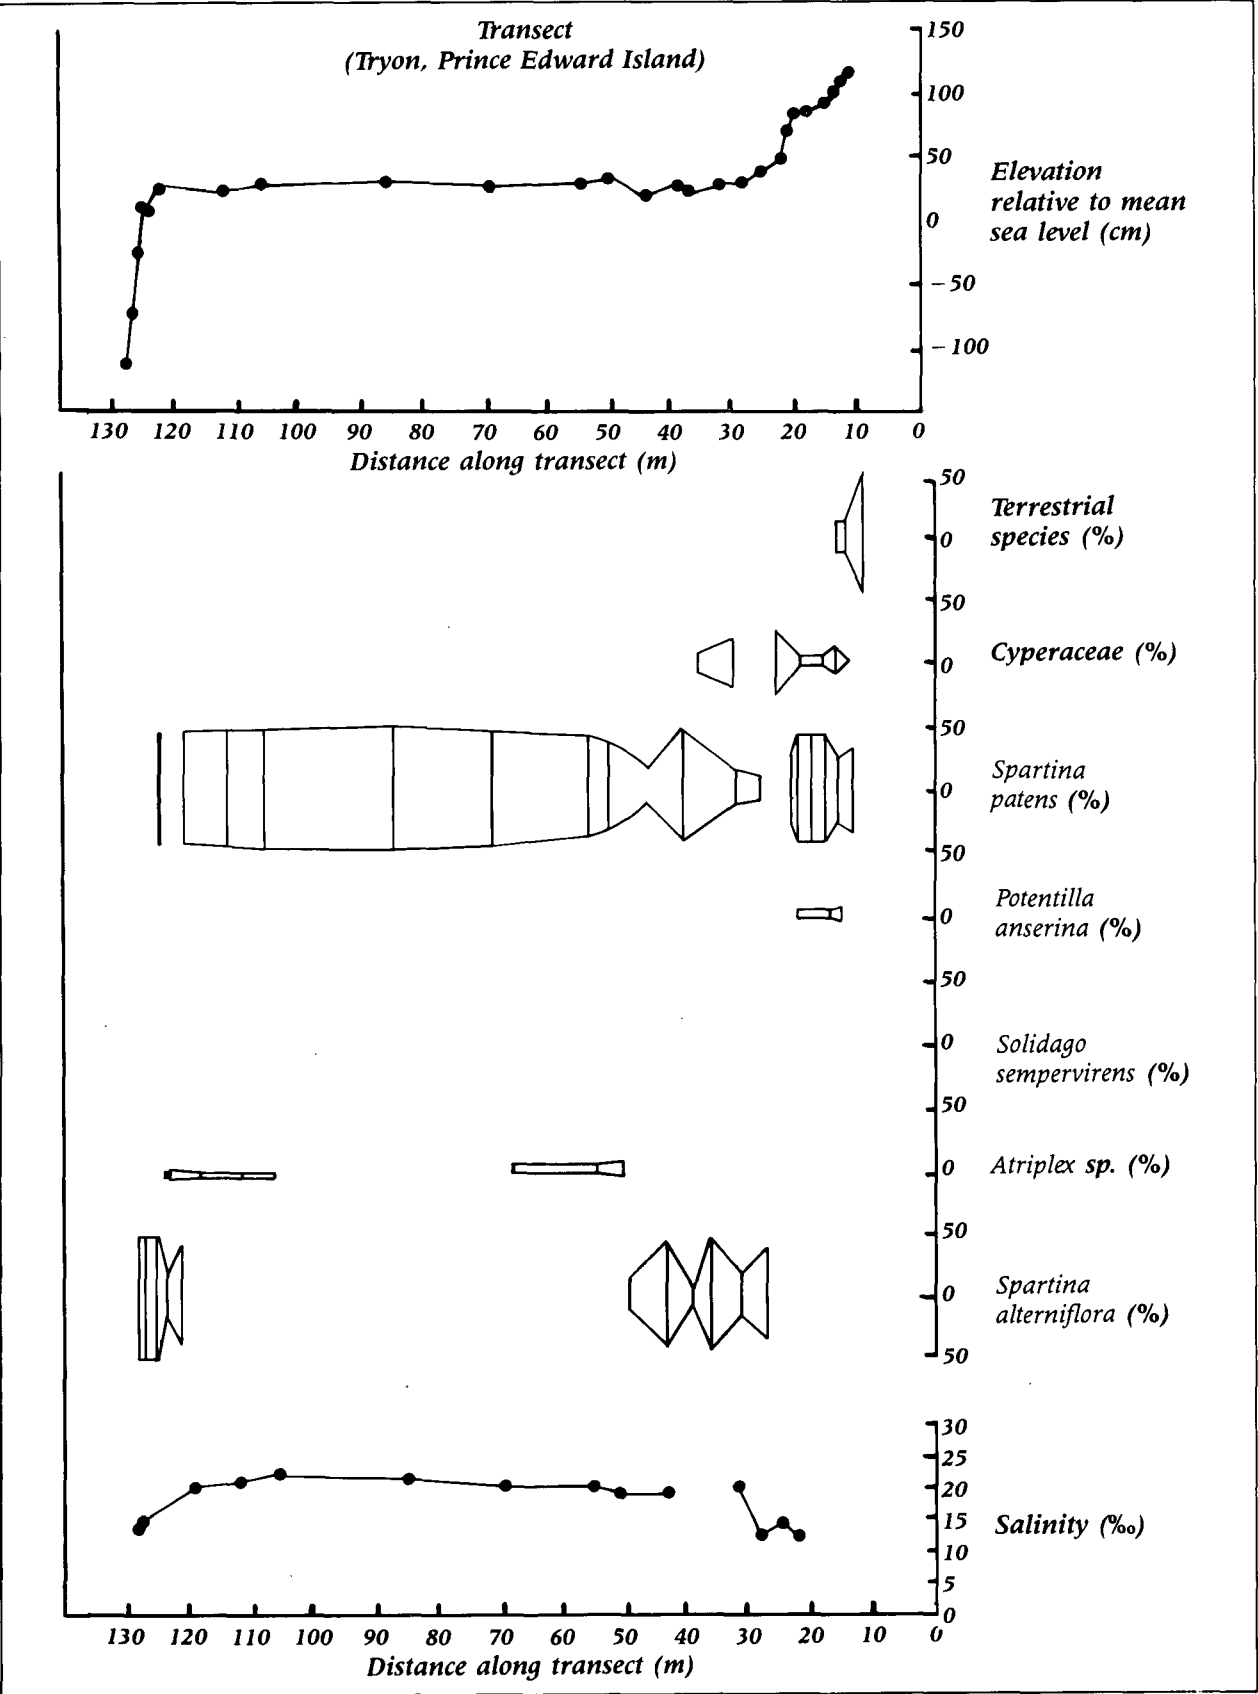 Transect
(Tryon, Prince Edward Island)
150
100
50
0
−50
−100
Elevation
relative to mean
sea level (cm)
130 120 110 100 90 80 70 60 50 40 30 20 10 0
Distance along transect (m)
50
0
50
Terrestrial
species (%)
0
Cyperaceae (%)
50
0
50
Spartina
patens (%)
0
Potentilla
anserina (%)
50
0
50
Solidago
sempervirens (%)
0
Atriplex sp. (%)
50
0
50
Spartina
alterniflora (%)
30
25
20
15
10
5
0
Salinity (‰)
130 120 110 100 90 80 70 60 50 40 30 20 10 0
Distance along transect (m)